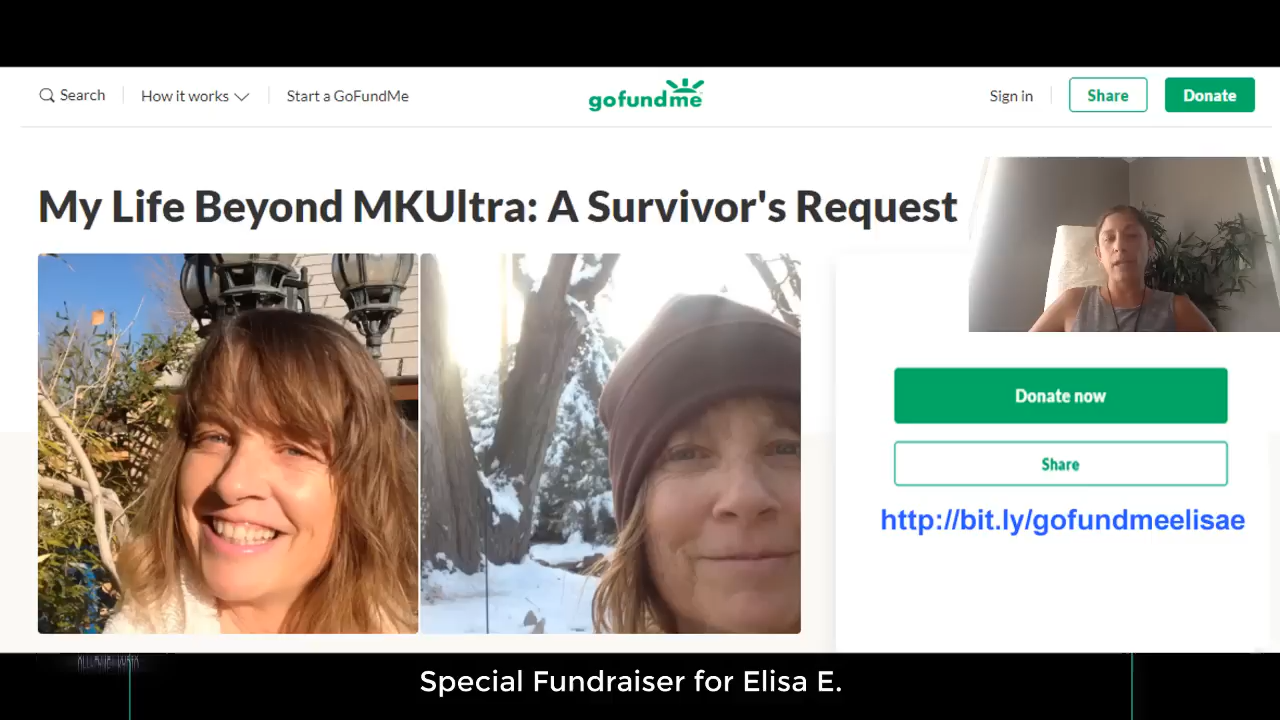 Search
How it works
Start a GoFundMe
gofundme
Sign in
Share
Donate
My Life Beyond MKUltra: A Survivor's Request
Donate now
Share
http://bit.ly/gofundmeelisae
Special Fundraiser for Elisa E.